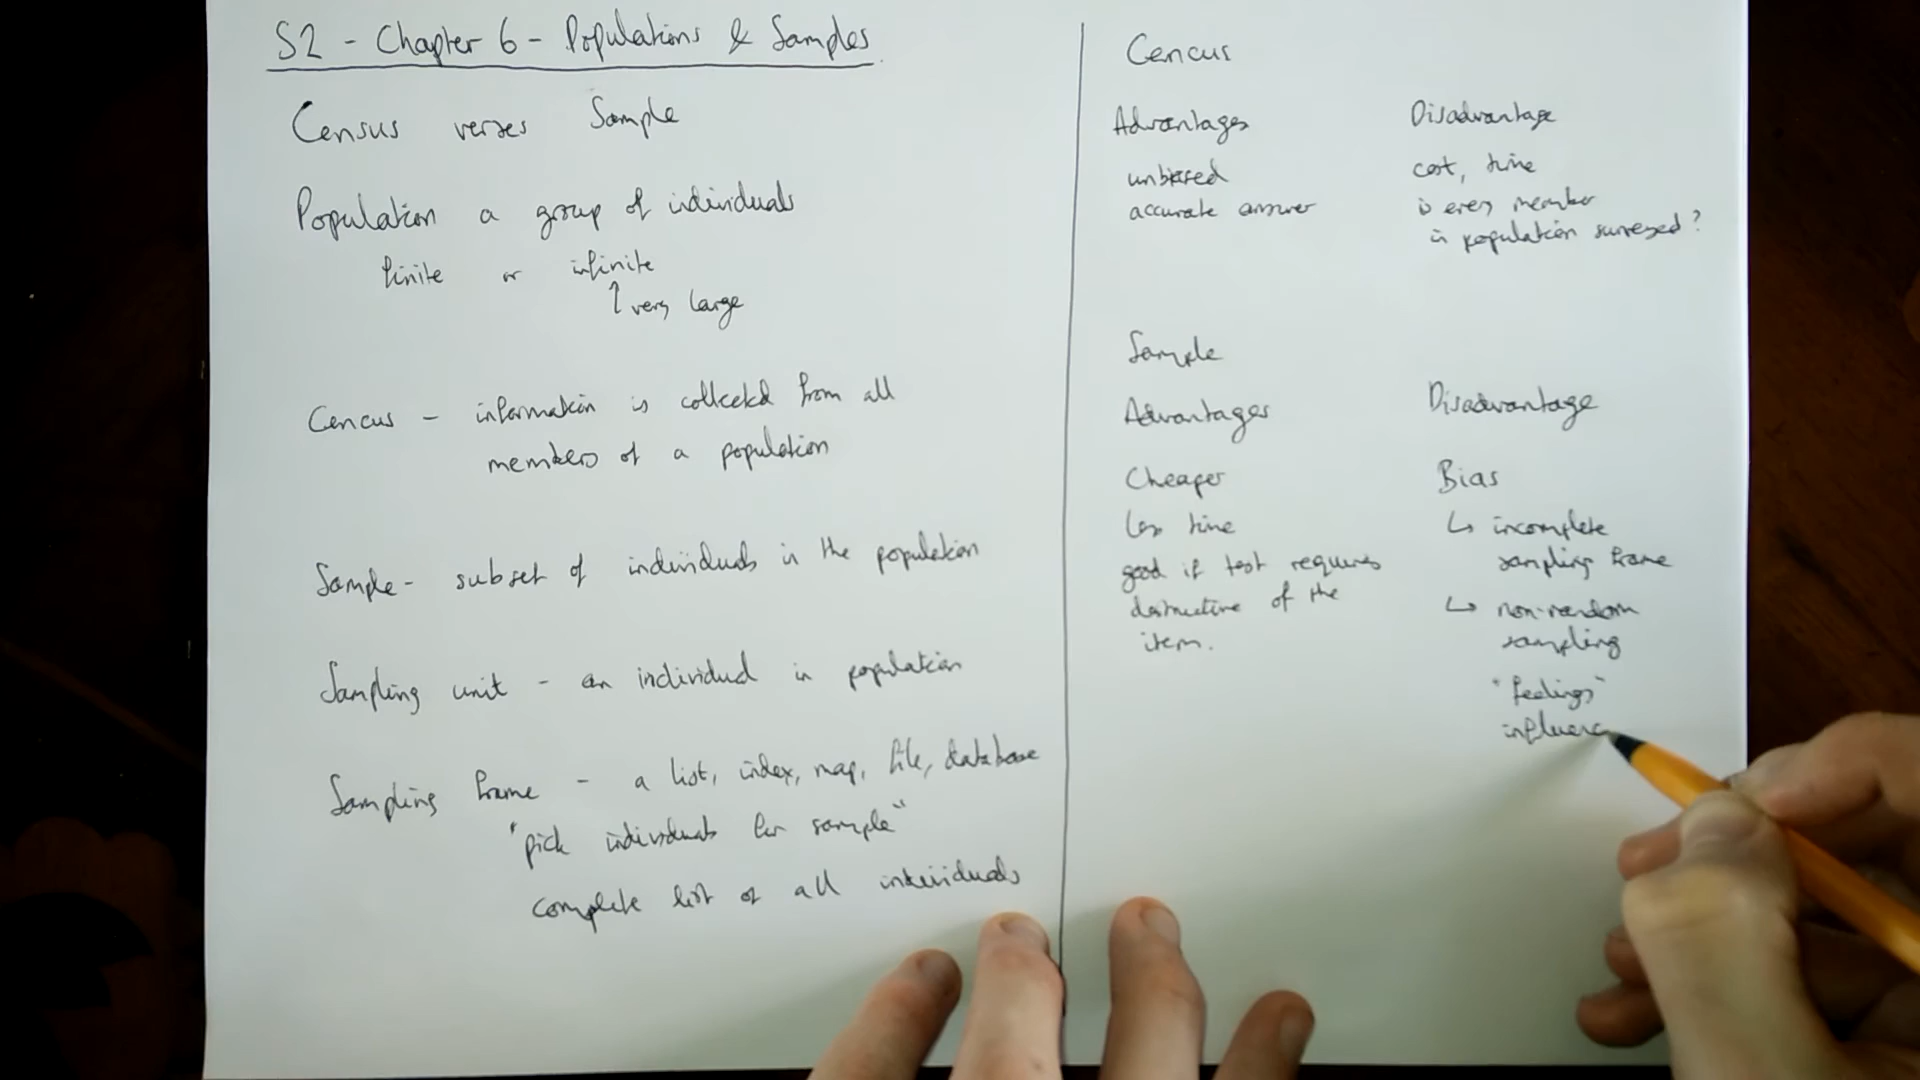 S2 - Chapter 6 - Populations & Samples
Census verses Sample
Population a group of individuals
finite or infinite
↑ very large
Cencus - information is collected from all
members of a population
Sample - subset of individuals in the population
Sampling unit - an individual in population
Sampling frame - a list, index, map, file, database
"pick individuals for sample"
complete list of all individuals
Cencus
Advantages
unbiased
accurate answer
Disadvantage
cost, time
is every member
in population surveyed?
Sample
Advantages
Cheaper
Less time
good if test requires
destructive of the
item.
Disadvantage
Bias
↳ incomplete
sampling frame
↳ non-random
sampling
"feelings"
influenc